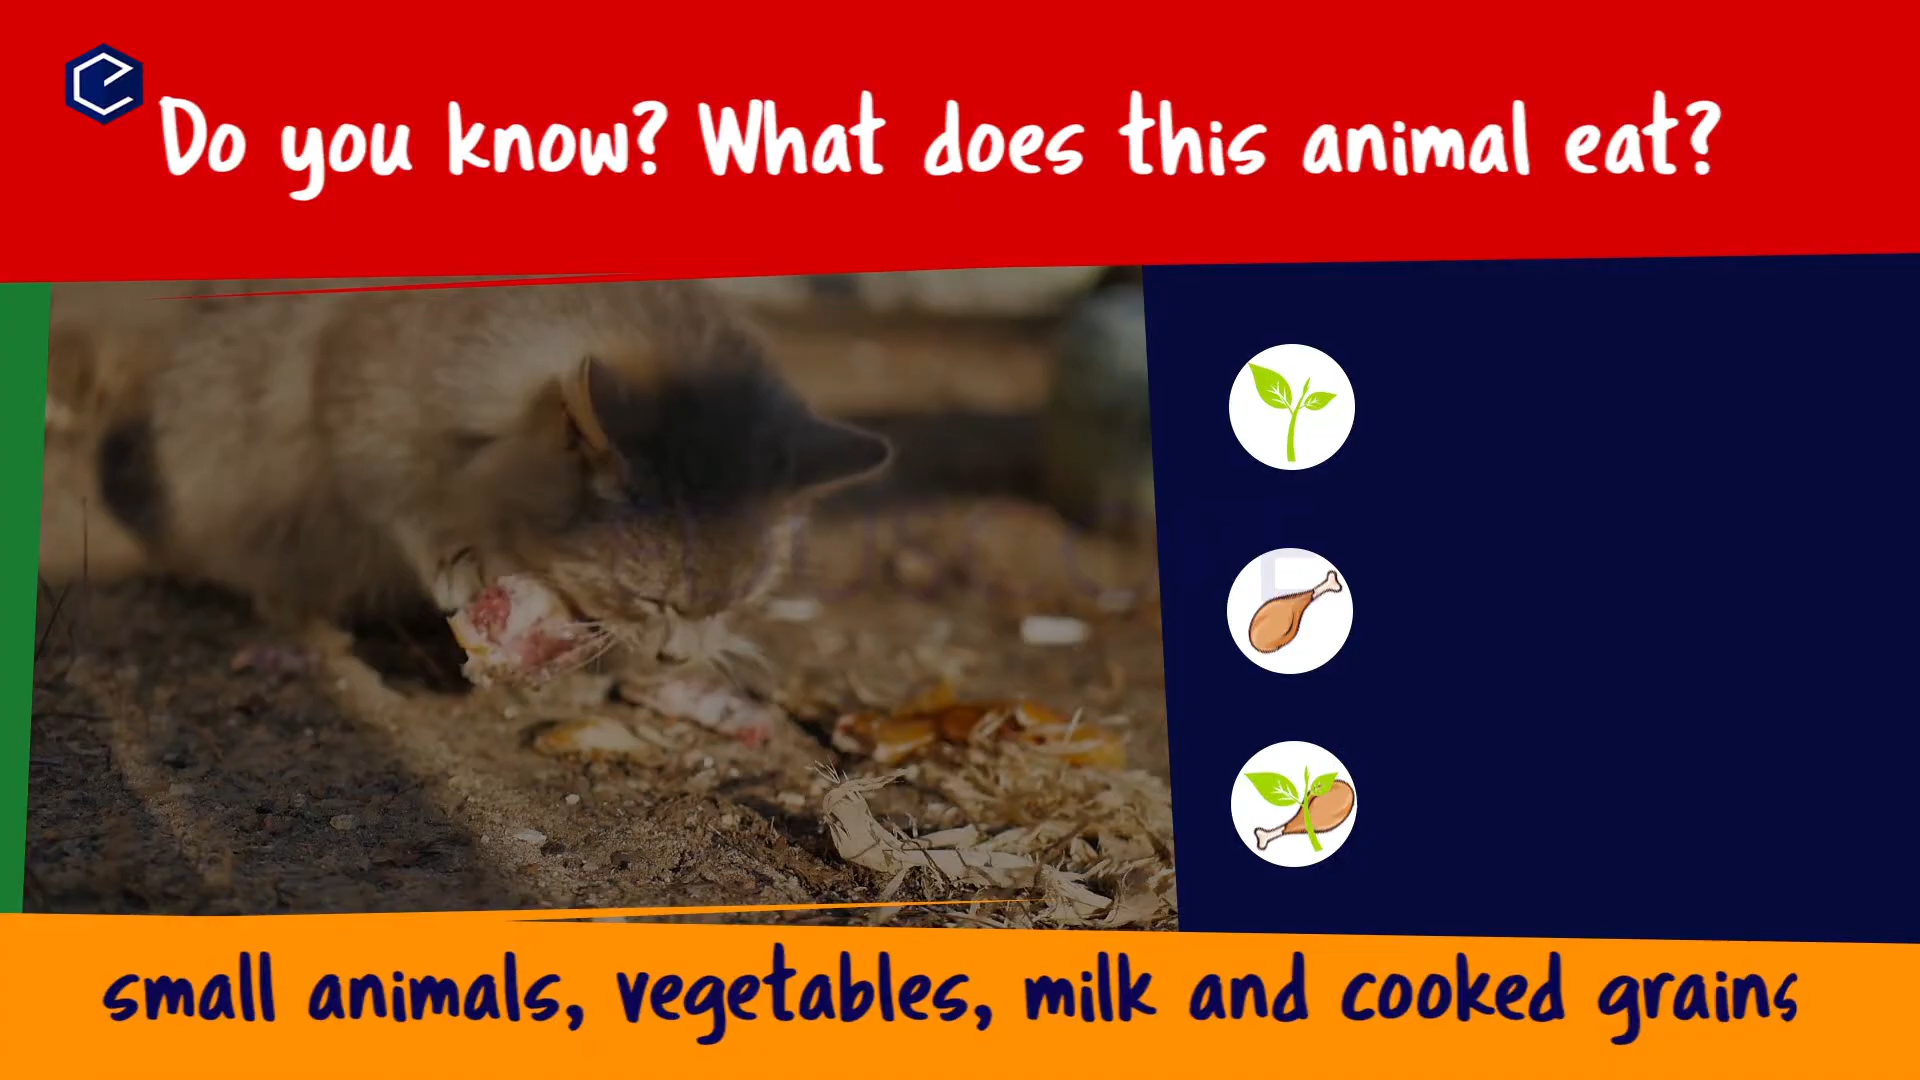 Do you know? What does this animal eat?
small animals, vegetables, milk and cooked grains